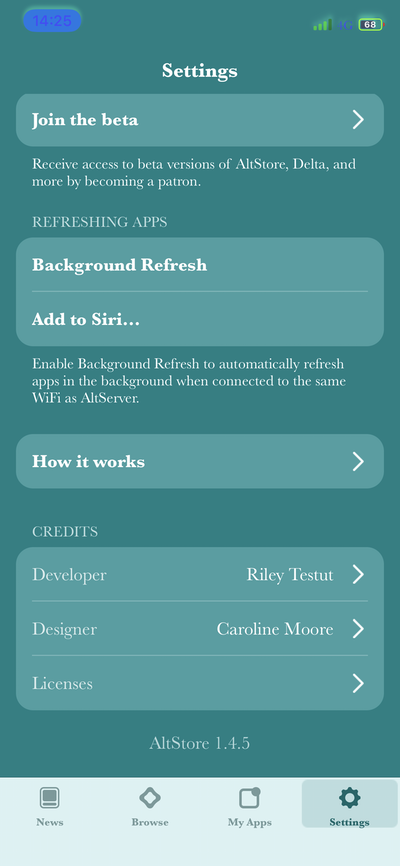 14:25
4G
68
Settings
Join the beta
Receive access to beta versions of AltStore, Delta, and
more by becoming a patron.
REFRESHING APPS
Background Refresh
Add to Siri...
Enable Background Refresh to automatically refresh
apps in the background when connected to the same
WiFi as AltServer.
How it works
CREDITS
Developer Riley Testut
Designer Caroline Moore
Licenses
AltStore 1.4.5
News Browse My Apps Settings